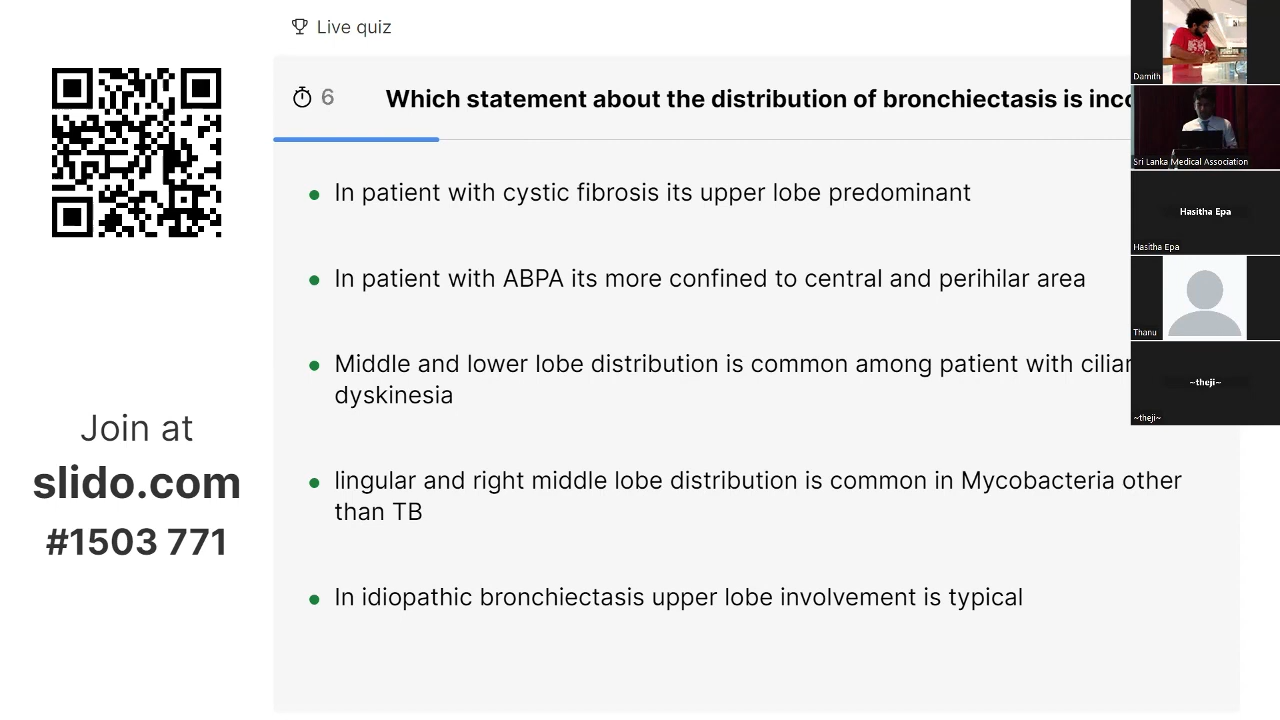 Live quiz
6
Which statement about the distribution of bronchiectasis is
In patient with cystic fibrosis its upper lobe predominant
In patient with ABPA its more confined to central and perihilar area
Middle and lower lobe distribution is common among patient with
dyskinesia
lingular and right middle lobe distribution is common in Mycobacteria other
than TB
In idiopathic bronchiectasis upper lobe involvement is typical
Join at
slido.com
#1503 771
Damith
Sri Lanka Medical Association
Hasitha Epa
Hasitha Epa
Thanu
~theji~
~theji~